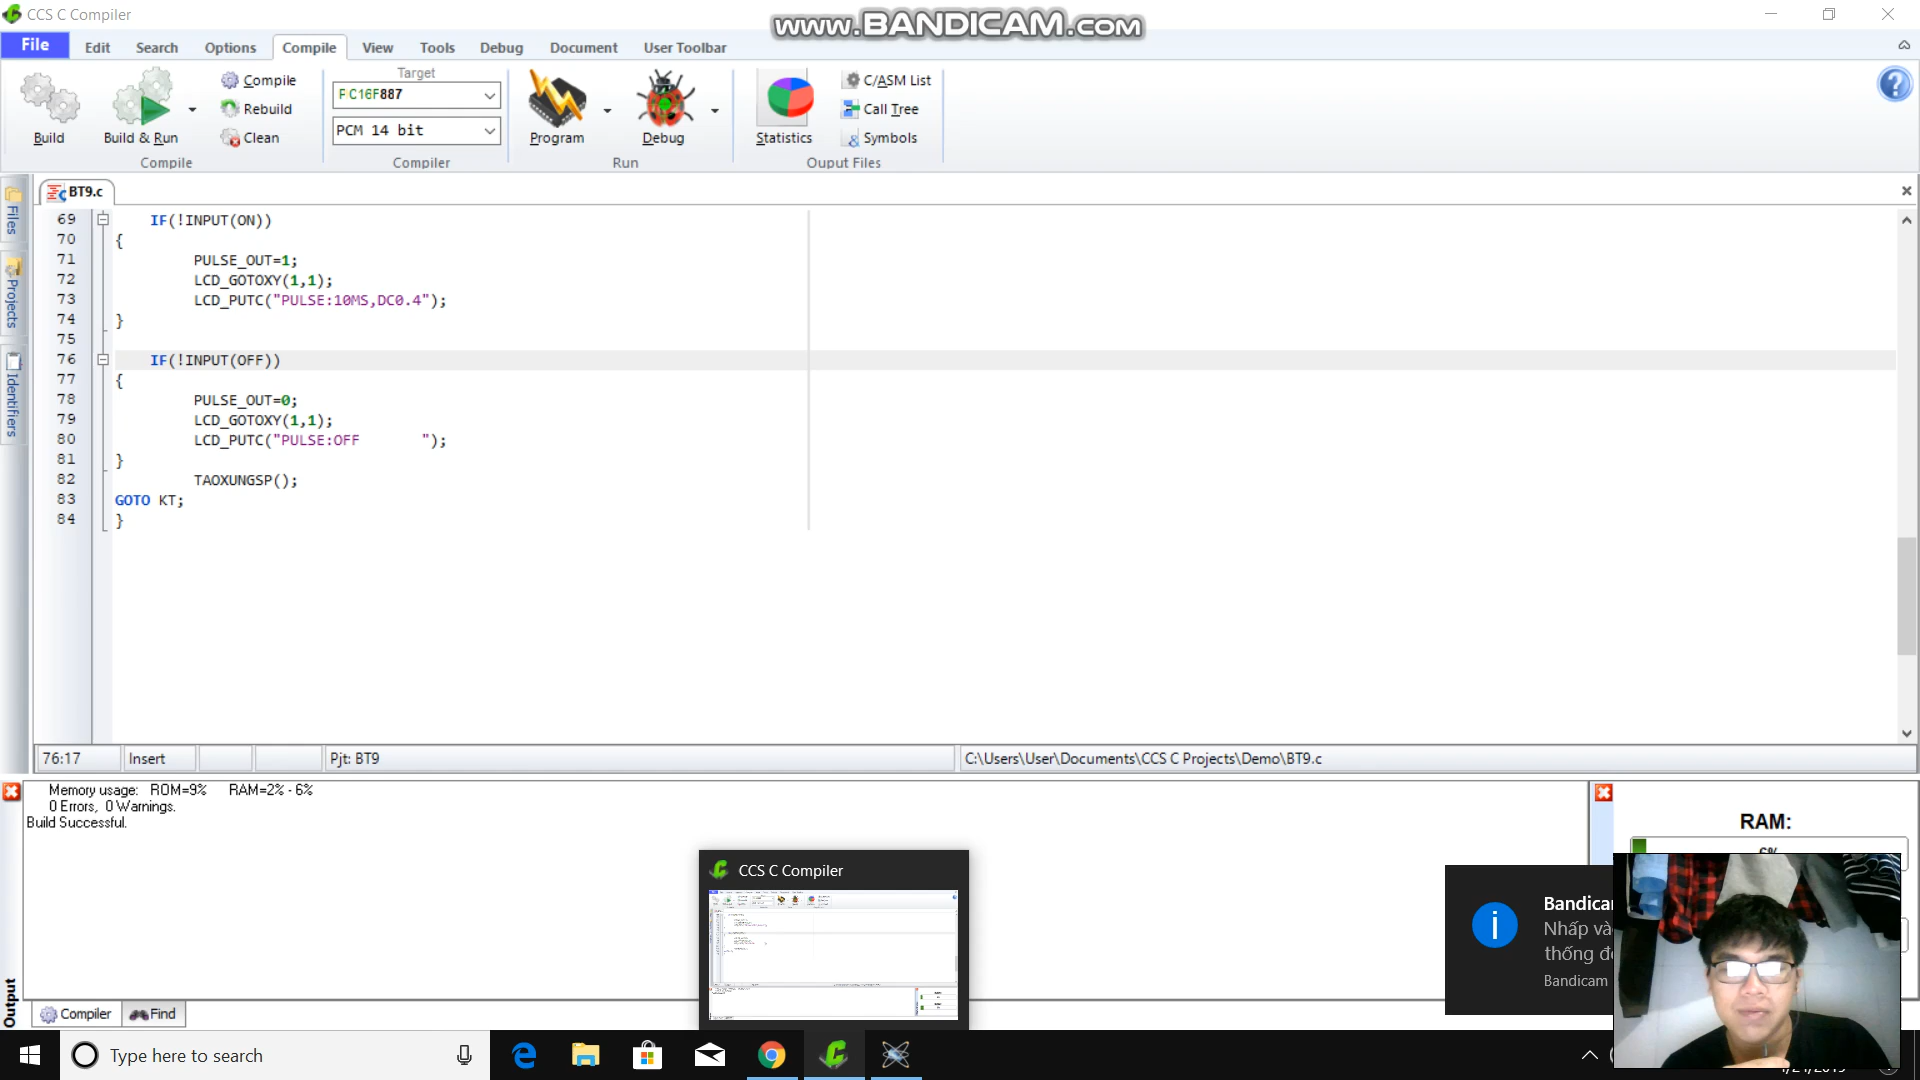 CCS C Compiler
www.BANDICAM.com
File Edit Search Options Compile View Tools Debug Document User Toolbar
Build
Build & Run
Compile
Rebuild
Clean
Compile
Target
PCM 14 bit
Compiler
Program
Debug
Run
Statistics
C/ASM List
Call Tree
Symbols
Ouput Files
Files
Projects
Identifiers
BT9.c
69 IF(!INPUT(ON))
70 {
71 PULSE_OUT=1;
72 LCD_GOTOXY(1,1);
73 LCD_PUTC("PULSE:10MS,DC0.4");
74 }
75
76 IF(!INPUT(OFF))
77 {
78 PULSE_OUT=0;
79 LCD_GOTOXY(1,1);
80 LCD_PUTC("PULSE:OFF       ");
81 }
82 TAOXUNGSP();
83 GOTO KT;
84 }
76:17 Insert Pjt: BT9 C:\Users\User\Documents\CCS C Projects\Demo\BT9.c
Memory usage: ROM=9% RAM=2% - 6%
0 Errors, 0 Warnings.
Build Successful.
Output
Compiler Find
RAM:
CCS C Compiler
Nhấp
Bandicam
Type here to search